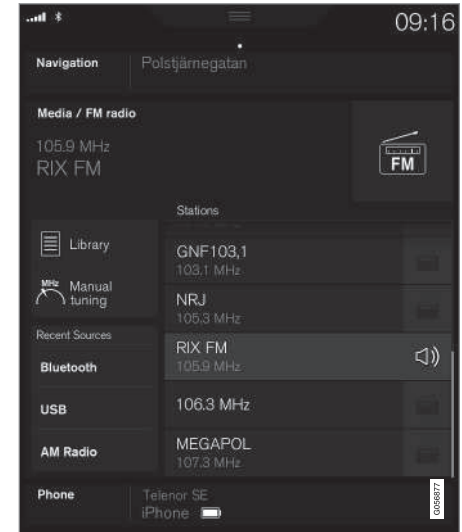 09:16
Navigation
Polstjärnegatan
Media / FM radio
105.9 MHz
RIX FM
FM
Stations
Library
MHz Manual
tuning
Recent Sources
Bluetooth
USB
AM Radio
GNF103,1
103.1 MHz
NRJ
105.3 MHz
RIX FM
105.9 MHz
106.3 MHz
MEGAPOL
107.3 MHz
Phone
Telenor SE
iPhone
G056877